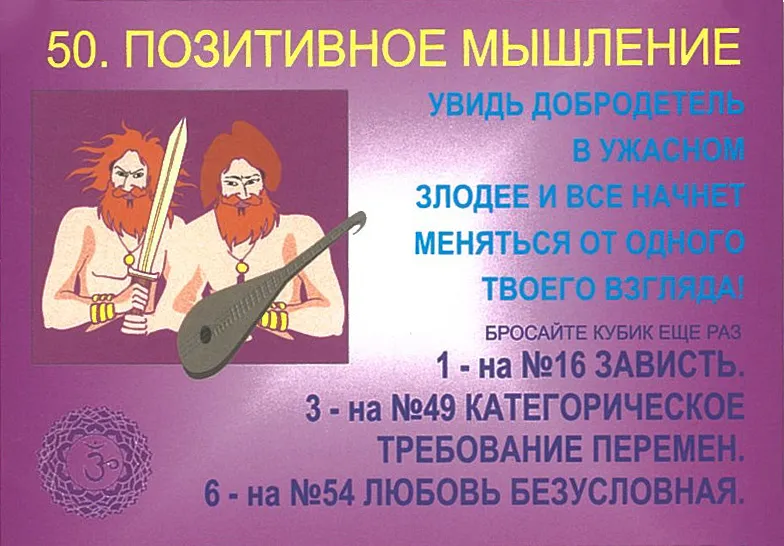 50. ПОЗИТИВНОЕ МЫШЛЕНИЕ
УВИДЬ ДОБРОДЕТЕЛЬ
В УЖАСНОМ
ЗЛОДЕЕ И ВСЕ НАЧНЕТ
МЕНЯТЬСЯ ОТ ОДНОГО
ТВОЕГО ВЗГЛЯДА!
БРОСАЙТЕ КУБИК ЕЩЕ РАЗ
1 - на №16 ЗАВИСТЬ.
3 - на №49 КАТЕГОРИЧЕСКОЕ
ТРЕБОВАНИЕ ПЕРЕМЕН.
6 - на №54 ЛЮБОВЬ БЕЗУСЛОВНАЯ.
ॐ